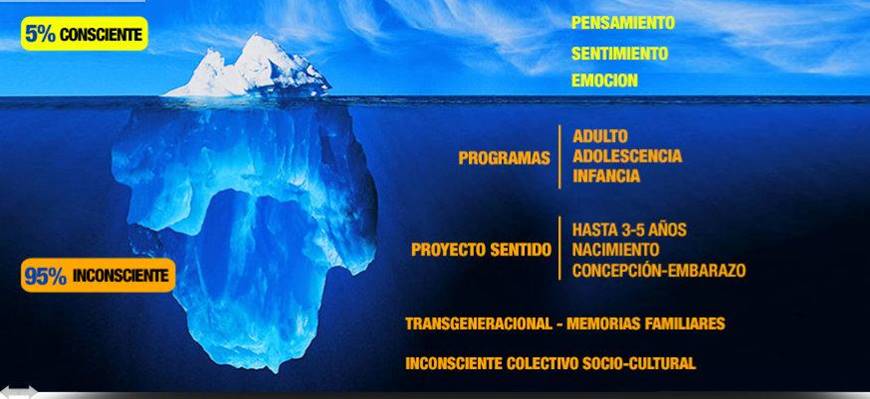 5% CONSCIENTE
PENSAMIENTO
SENTIMIENTO
EMOCION
PROGRAMAS
ADULTO
ADOLESCENCIA
INFANCIA
PROYECTO SENTIDO
HASTA 3-5 AÑOS
NACIMIENTO
CONCEPCIÓN-EMBARAZO
95% INCONSCIENTE
TRANSGENERACIONAL - MEMORIAS FAMILIARES
INCONSCIENTE COLECTIVO SOCIO-CULTURAL